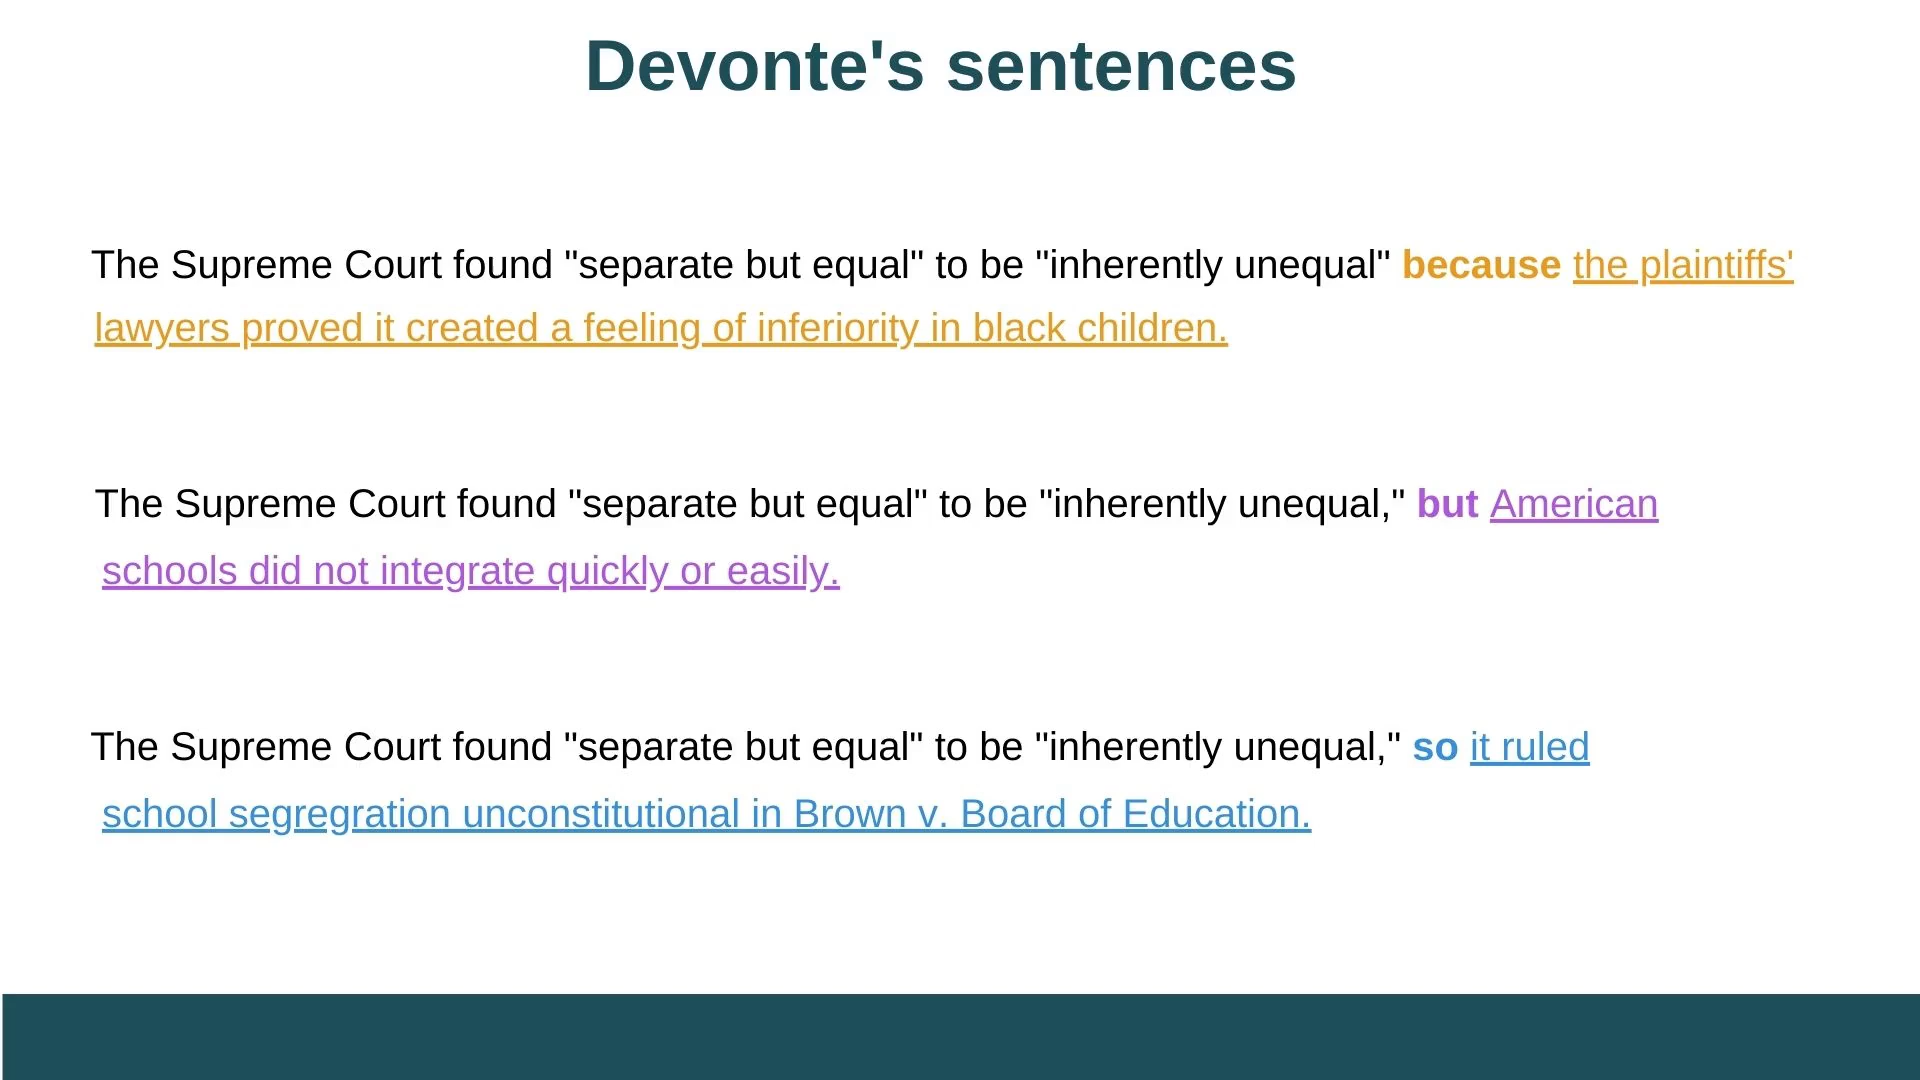 Devonte's sentences
The Supreme Court found "separate but equal" to be "inherently unequal" because the plaintiffs'
lawyers proved it created a feeling of inferiority in black children.
The Supreme Court found "separate but equal" to be "inherently unequal," but American
schools did not integrate quickly or easily.
The Supreme Court found "separate but equal" to be "inherently unequal," so it ruled
school segregration unconstitutional in Brown v. Board of Education.